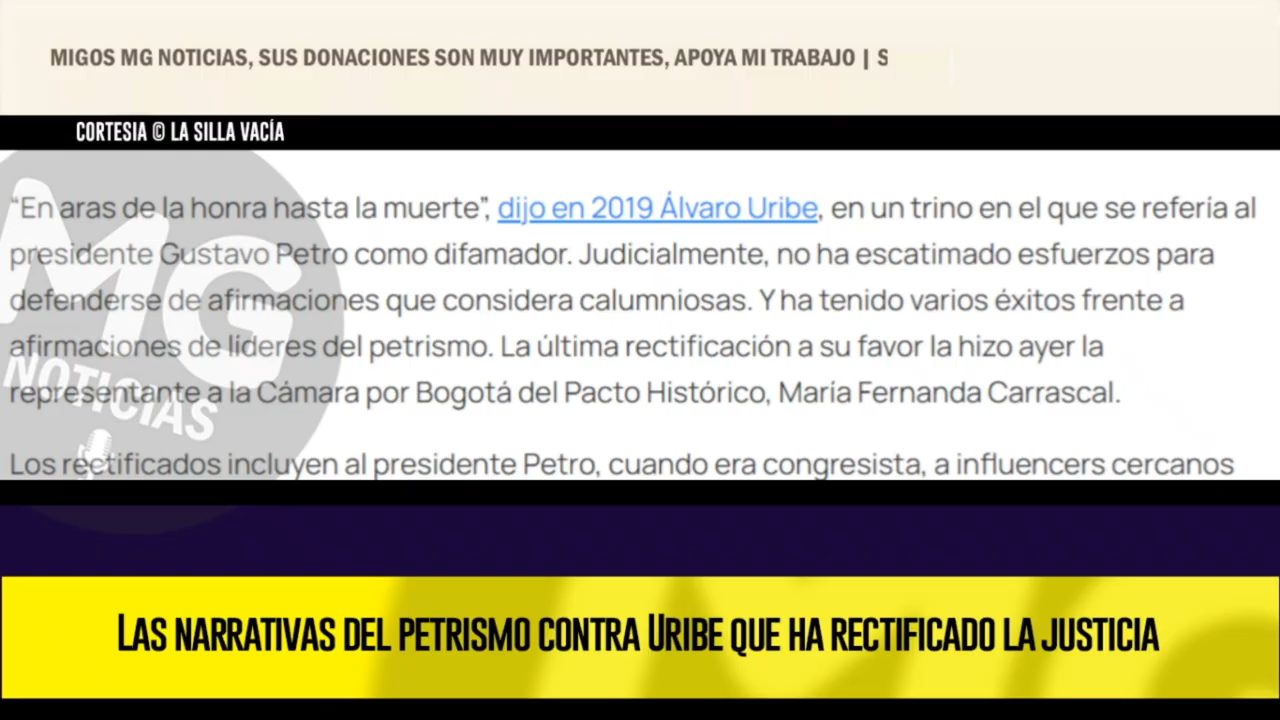 MIGOS MG NOTICIAS, SUS DONACIONES SON MUY IMPORTANTES, APOYA MI TRABAJO | S
CORTESIA © LA SILLA VACÍA
“En aras de la honra hasta la muerte”, dijo en 2019 Álvaro Uribe, en un trino en el que se refería al
presidente Gustavo Petro como difamador. Judicialmente, no ha escatimado esfuerzos para
defenderse de afirmaciones que considera calumniosas. Y ha tenido varios éxitos frente a
afirmaciones de líderes del petrismo. La última rectificación a su favor la hizo ayer la
representante a la Cámara por Bogotá del Pacto Histórico, María Fernanda Carrascal.
Los rectificados incluyen al presidente Petro, cuando era congresista, a influencers cercanos
MG
NOTICIAS
LAS NARRATIVAS DEL PETRISMO CONTRA URIBE QUE HA RECTIFICADO LA JUSTICIA